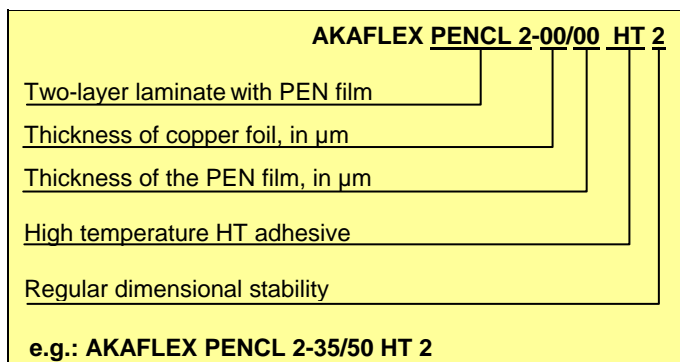 AKAFLEX PENCL 2-00/00 HT 2
Two-layer laminate with PEN film
Thickness of copper foil, in µm
Thickness of the PEN film, in µm
High temperature HT adhesive
Regular dimensional stability
e.g.: AKAFLEX PENCL 2-35/50 HT 2